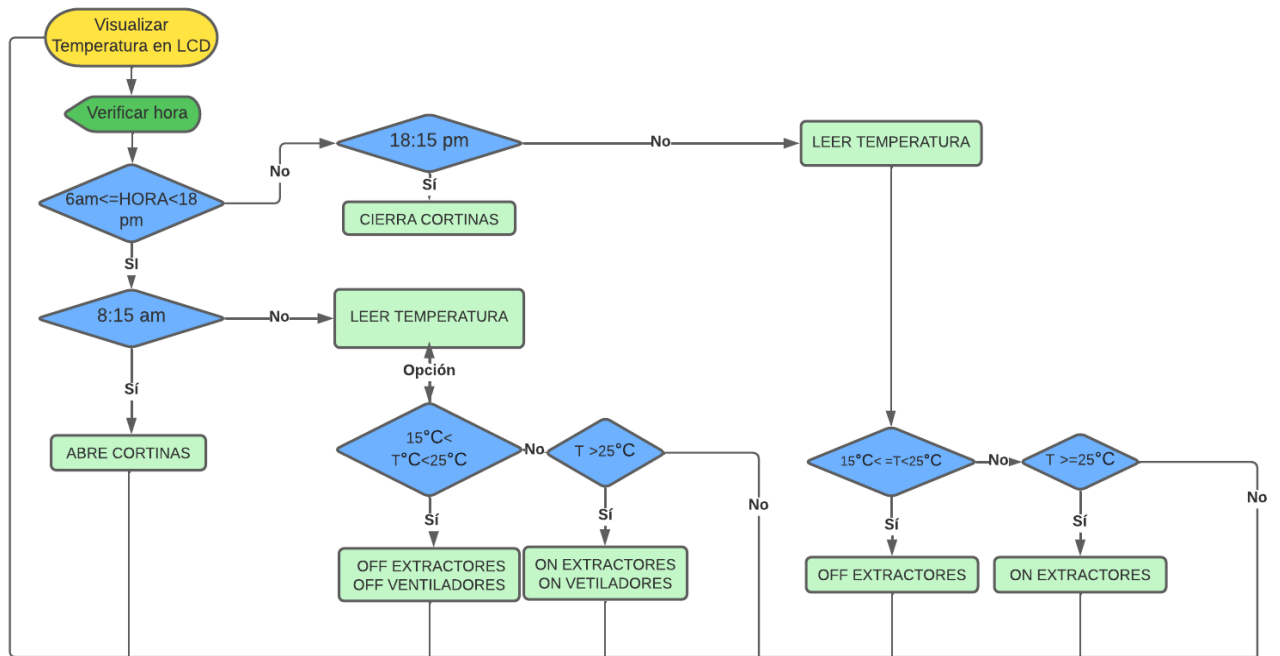 Visualizar
Temperatura en LCD
Verificar hora
6am<=HORA<18
pm
No
18:15 pm
No
LEER TEMPERATURA
Sí
CIERRA CORTINAS
SI
8:15 am
No
LEER TEMPERATURA
Sí
ABRE CORTINAS
Opción
15°C<
T°C<25°C
No
T >25°C
No
Sí
OFF EXTRACTORES
OFF VENTILADORES
Sí
ON EXTRACTORES
ON VETILADORES
15°C< =T<25°C
No
T >=25°C
No
Sí
OFF EXTRACTORES
Sí
ON EXTRACTORES